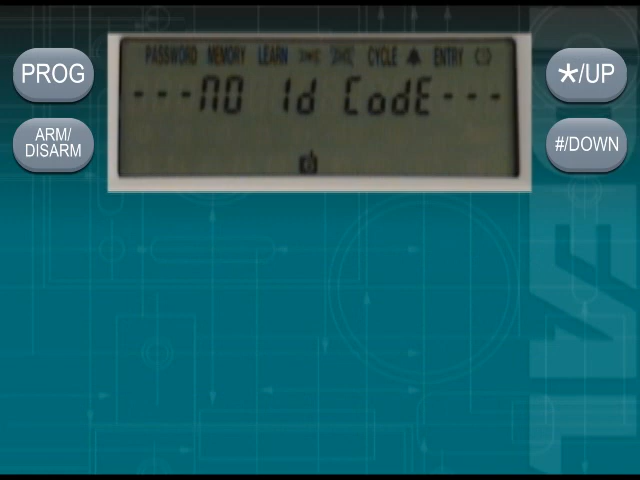 PROG
ARM/
DISARM
PASSWORD MEMORY LEARN CYCLE ENTRY
---NO Id CodE---
*/UP
#/DOWN